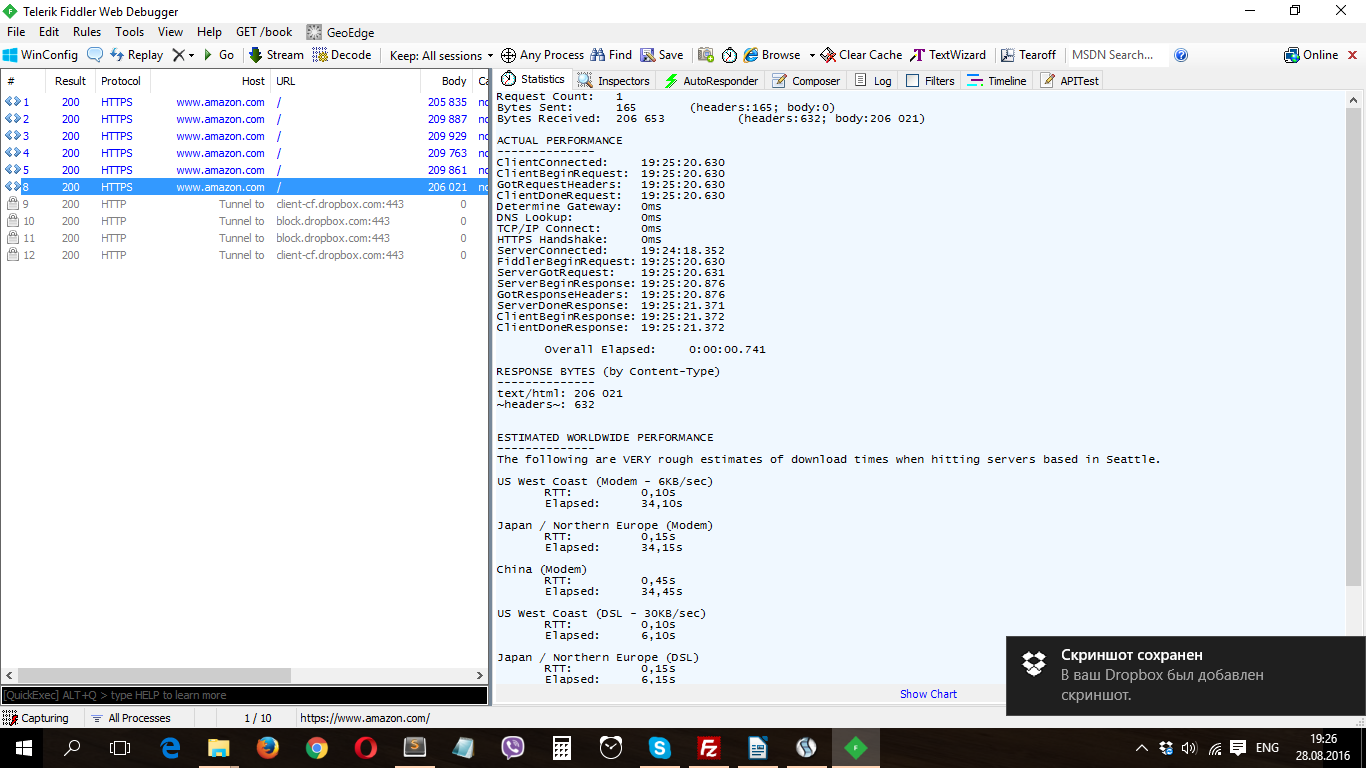 Telerik Fiddler Web Debugger
File Edit Rules Tools View Help GET /book GeoEdge
WinConfig Replay Go Stream Decode Keep: All sessions Any Process Find Save Browse Clear Cache TextWizard Tearoff MSDN Search... Online
# Result Protocol Host URL Body Ca
1 200 HTTPS www.amazon.com / 205 835 no
2 200 HTTPS www.amazon.com / 209 887 no
3 200 HTTPS www.amazon.com / 209 929 no
4 200 HTTPS www.amazon.com / 209 763 no
5 200 HTTPS www.amazon.com / 209 861 no
8 200 HTTPS www.amazon.com / 206 021 no
9 200 HTTP Tunnel to client-cf.dropbox.com:443 0
10 200 HTTP Tunnel to block.dropbox.com:443 0
11 200 HTTP Tunnel to block.dropbox.com:443 0
12 200 HTTP Tunnel to client-cf.dropbox.com:443 0
[QuickExec] ALT+Q > type HELP to learn more
Statistics Inspectors AutoResponder Composer Log Filters Timeline APITest
Request Count: 1
Bytes Sent: 165 (headers:165; body:0)
Bytes Received: 206 653 (headers:632; body:206 021)
ACTUAL PERFORMANCE
--------------
ClientConnected: 19:25:20.630
ClientBeginRequest: 19:25:20.630
GotRequestHeaders: 19:25:20.630
ClientDoneRequest: 19:25:20.630
Determine Gateway: 0ms
DNS Lookup: 0ms
TCP/IP Connect: 0ms
HTTPS Handshake: 0ms
ServerConnected: 19:24:18.352
FiddlerBeginRequest: 19:25:20.630
ServerGotRequest: 19:25:20.631
ServerBeginResponse: 19:25:20.876
GotResponseHeaders: 19:25:20.876
ServerDoneResponse: 19:25:21.371
ClientBeginResponse: 19:25:21.372
ClientDoneResponse: 19:25:21.372
Overall Elapsed: 0:00:00.741
RESPONSE BYTES (by Content-Type)
--------------
text/html: 206 021
~headers~: 632
ESTIMATED WORLDWIDE PERFORMANCE
--------------
The following are VERY rough estimates of download times when hitting servers based in Seattle.
US West Coast (Modem - 6KB/sec)
RTT: 0,10s
Elapsed: 34,10s
Japan / Northern Europe (Modem)
RTT: 0,15s
Elapsed: 34,15s
China (Modem)
RTT: 0,45s
Elapsed: 34,45s
US West Coast (DSL - 30KB/sec)
RTT: 0,10s
Elapsed: 6,10s
Japan / Northern Europe (DSL)
RTT: 0,15s
Elapsed: 6,15s
Show Chart
Скриншот сохранен
В ваш Dropbox был добавлен
скриншот.
Capturing All Processes 1 / 10 https://www.amazon.com/
ENG
19:26
28.08.2016